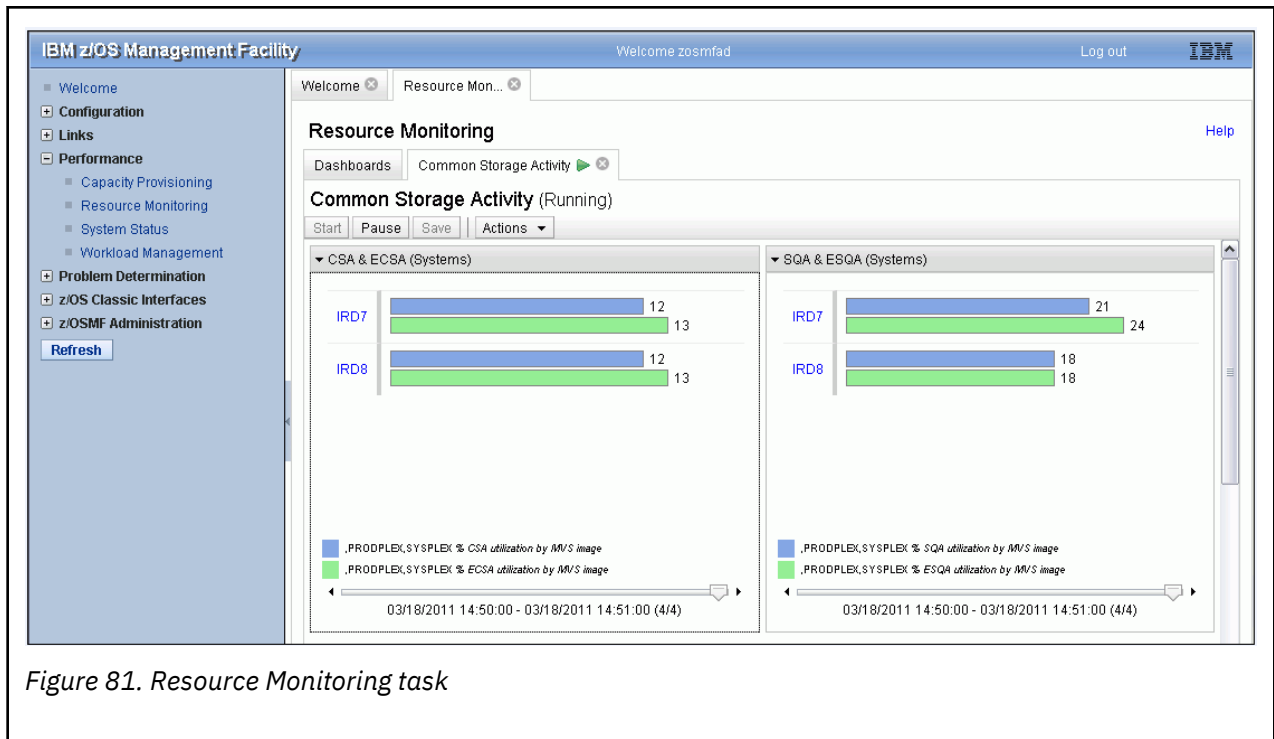 IBM z/OS Management Facility
Welcome zosmfad
Log out
IBM
Welcome
Configuration
Links
Performance
Capacity Provisioning
Resource Monitoring
System Status
Workload Management
Problem Determination
z/OS Classic Interfaces
z/OSMF Administration
Refresh
Welcome
Resource Mon...
Resource Monitoring
Help
Dashboards
Common Storage Activity
Common Storage Activity (Running)
Start
Pause
Save
Actions
CSA & ECSA (Systems)
IRD7
12
13
IRD8
12
13
,PRODPLEX,SYSPLEX % CSA utilization by MVS image
,PRODPLEX,SYSPLEX % ECSA utilization by MVS image
03/18/2011 14:50:00 - 03/18/2011 14:51:00 (4/4)
SQA & ESQA (Systems)
IRD7
21
24
IRD8
18
18
,PRODPLEX,SYSPLEX % SQA utilization by MVS image
,PRODPLEX,SYSPLEX % ESQA utilization by MVS image
03/18/2011 14:50:00 - 03/18/2011 14:51:00 (4/4)
Figure 81. Resource Monitoring task